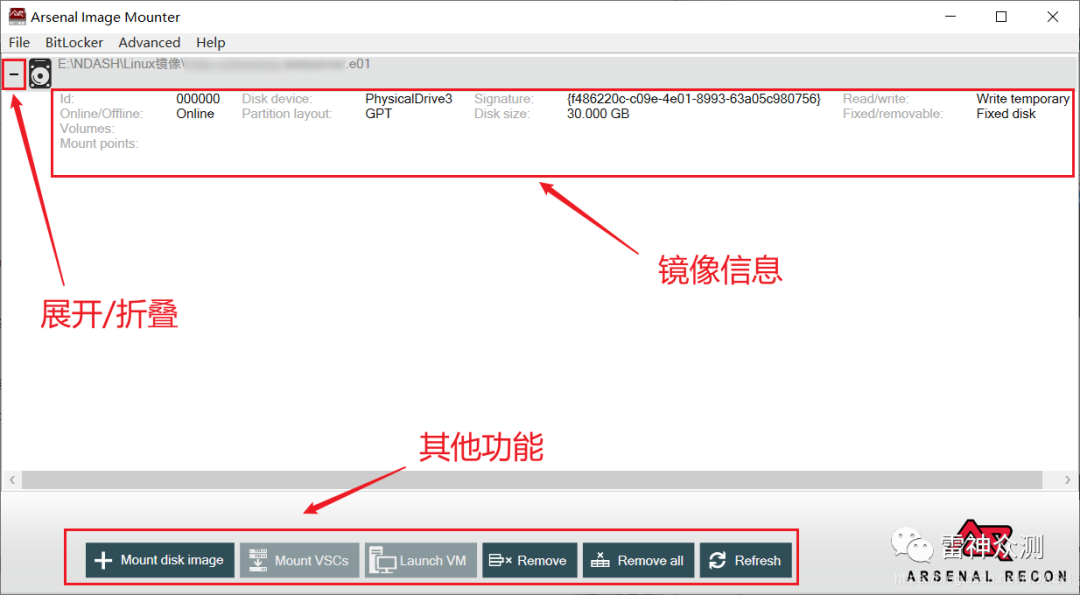 Arsenal Image Mounter
File BitLocker Advanced Help
E:\NDASH\Linux镜像\ .e01
Id: 000000 Disk device: PhysicalDrive3 Signature: {f486220c-c09e-4e01-8993-63a05c980756} Read/write: Write temporary
Online/Offline: Online Partition layout: GPT Disk size: 30.000 GB Fixed/removable: Fixed disk
Volumes:
Mount points:
镜像信息
展开/折叠
其他功能
Mount disk image Mount VSCs Launch VM Remove Remove all Refresh
雷神众测
ARSENAL RECON